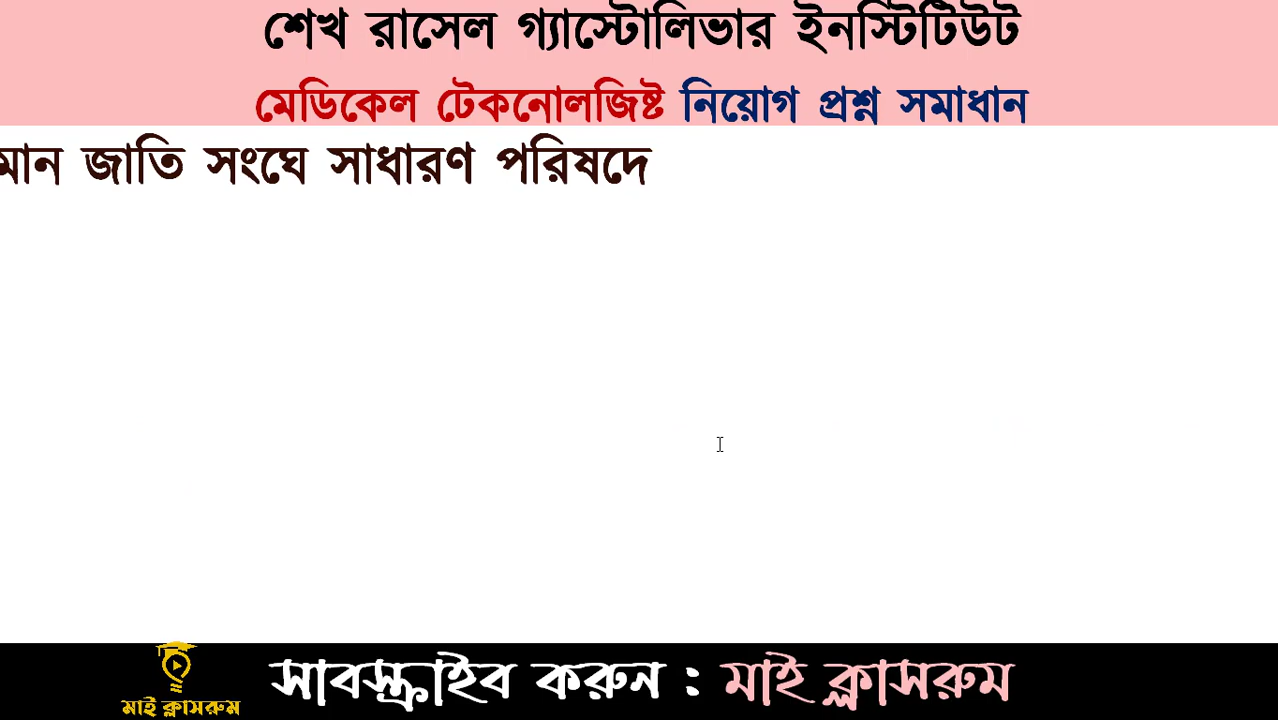 শেখ রাসেল গ্যাস্টোলিভার ইনস্টিটিউট
মেডিকেল টেকনোলজিষ্ট নিয়োগ প্রশ্ন সমাধান
মান জাতি সংঘে সাধারণ পরিষদে
সাবস্ক্রাইব করুন : মাই ক্লাসরুম
মাই ক্লাসরুম